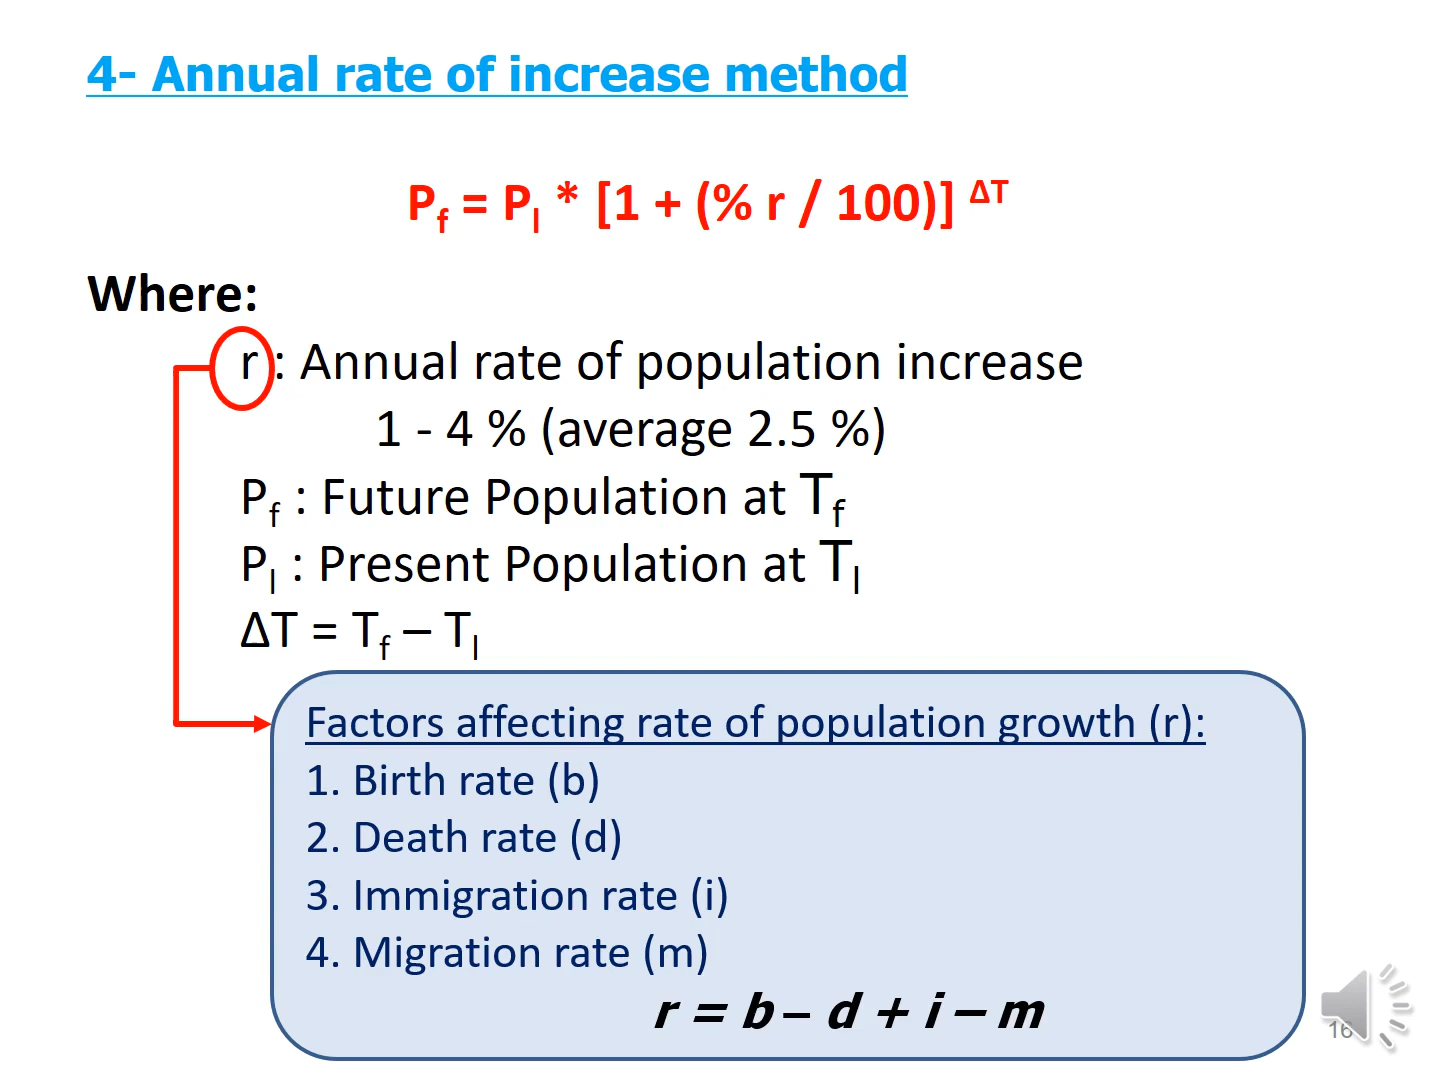 4- Annual rate of increase method
Pf = Pl * [1 + (% r / 100)] ΔT
Where:
r : Annual rate of population increase
1 - 4 % (average 2.5 %)
Pf : Future Population at Tf
Pl : Present Population at Tl
ΔT = Tf – Tl
Factors affecting rate of population growth (r):
1. Birth rate (b)
2. Death rate (d)
3. Immigration rate (i)
4. Migration rate (m)
r = b – d + i – m
16